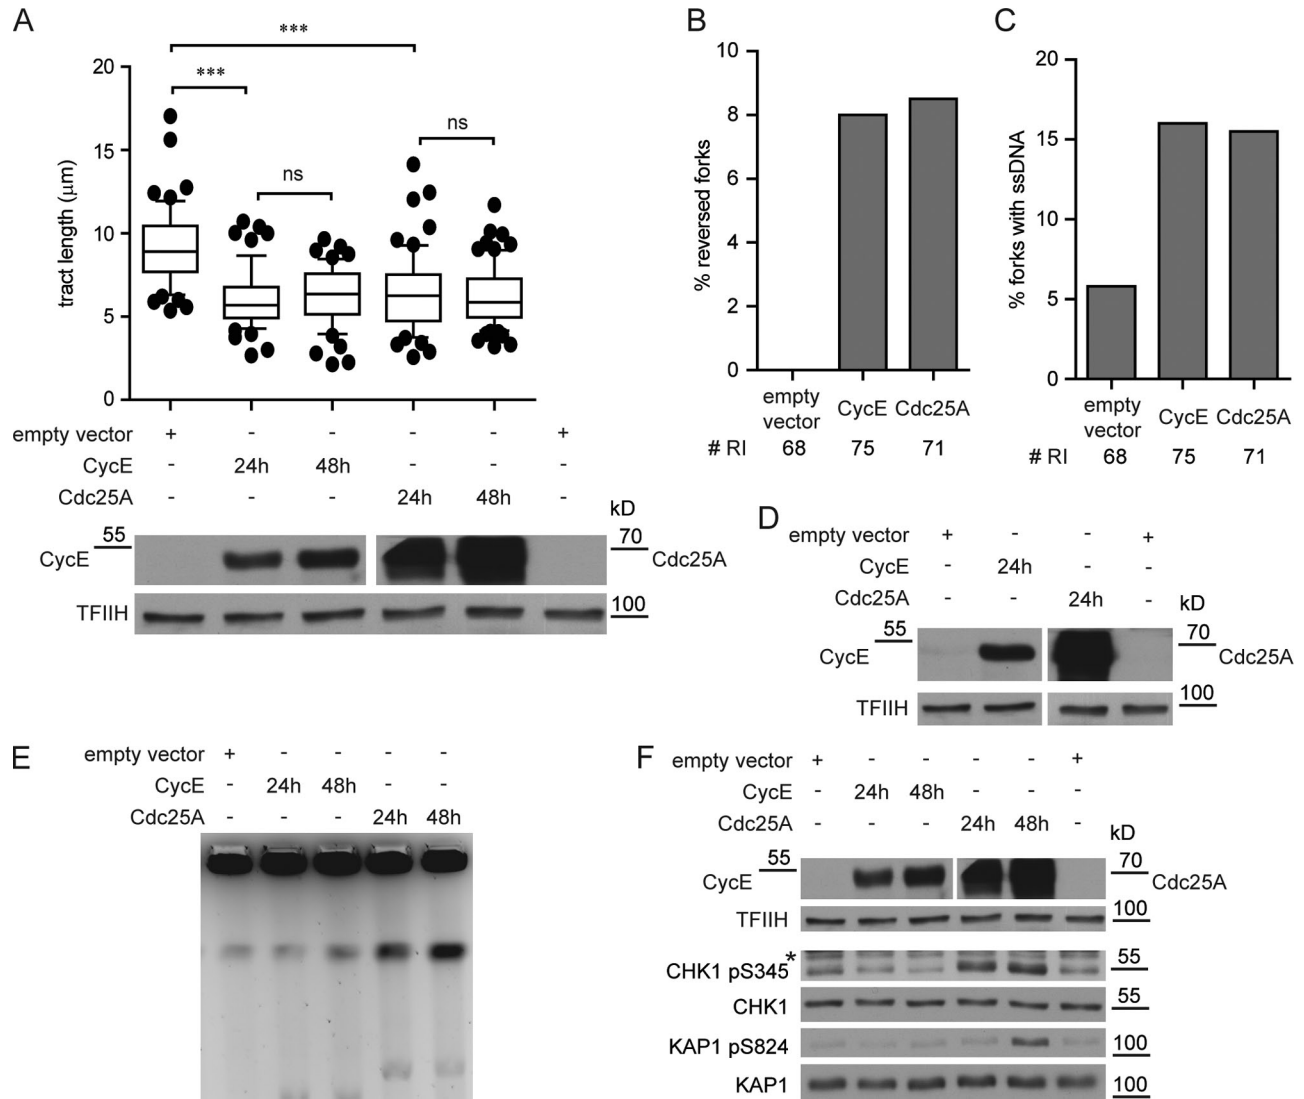 A
***
***
ns
ns
20
15
10
5
0
tract length (μm)
empty vector + - - - - +
CycE - 24h 48h - - -
Cdc25A - - - 24h 48h -
kD
CycE 55 70 Cdc25A
TFIIH 100
B
10
8
6
4
2
0
% reversed forks
empty vector CycE Cdc25A
# RI 68 75 71
C
20
15
10
5
0
% forks with ssDNA
empty vector CycE Cdc25A
# RI 68 75 71
D
empty vector + - - +
CycE - 24h - -
Cdc25A - - 24h -
kD
CycE 55 70 Cdc25A
TFIIH 100
E
empty vector + - - - -
CycE - 24h 48h - -
Cdc25A - - - 24h 48h
F
empty vector + - - - - +
CycE - 24h 48h - - -
Cdc25A - - - 24h 48h -
kD
CycE 55 70 Cdc25A
TFIIH 100
CHK1 pS345 * 55
CHK1 55
KAP1 pS824 100
KAP1 100